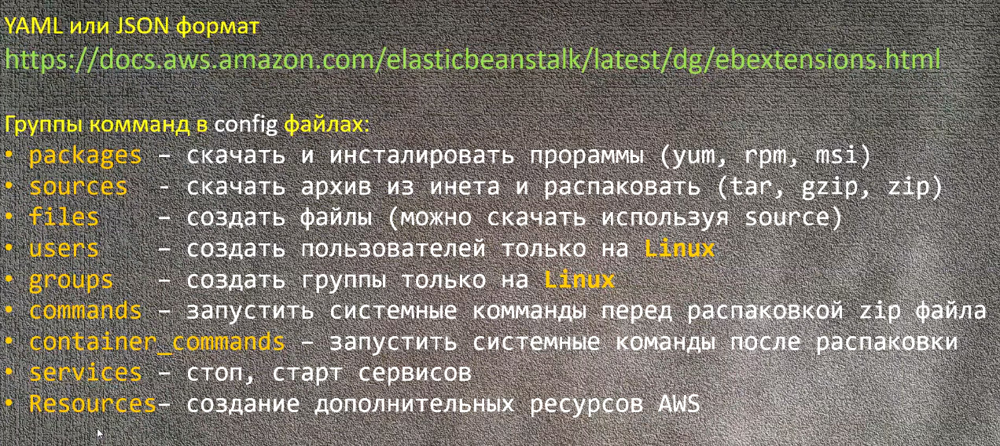 YAML или JSON формат
https://docs.aws.amazon.com/elasticbeanstalk/latest/dg/ebextensions.html
Группы комманд в config файлах:
• packages – скачать и инсталировать прораммы (yum, rpm, msi)
• sources - скачать архив из инета и распаковать (tar, gzip, zip)
• files – создать файлы (можно скачать используя source)
• users – создать пользователей только на Linux
• groups – создать группы только на Linux
• commands – запустить системные комманды перед распаковкой zip файла
• container_commands – запустить системные команды после распаковки
• services – стоп, старт сервисов
• Resources– создание дополнительных ресурсов AWS